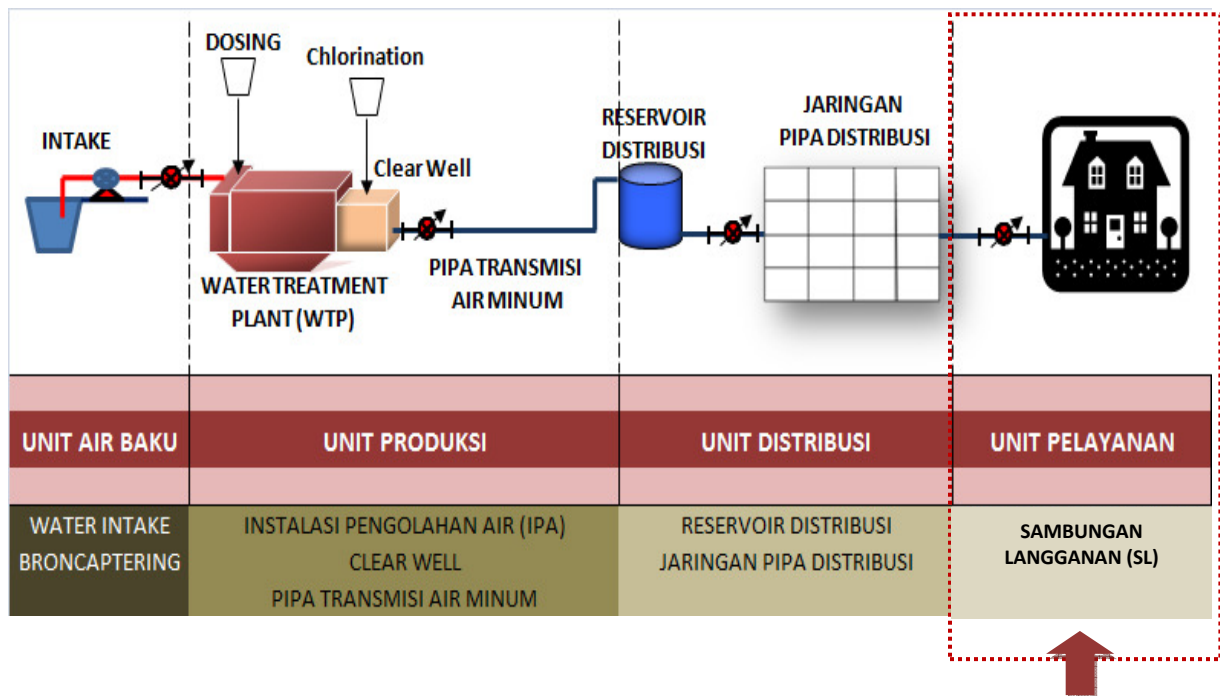 DOSING
Chlorination
INTAKE
Clear Well
WATER TREATMENT
PLANT (WTP)
PIPA TRANSMISI
AIR MINUM
RESERVOIR
DISTRIBUSI
JARINGAN
PIPA DISTRIBUSI
UNIT AIR BAKU
UNIT PRODUKSI
UNIT DISTRIBUSI
UNIT PELAYANAN
WATER INTAKE
BRONCAPTERING
INSTALASI PENGOLAHAN AIR (IPA)
CLEAR WELL
PIPA TRANSMISI AIR MINUM
RESERVOIR DISTRIBUSI
JARINGAN PIPA DISTRIBUSI
SAMBUNGAN
LANGGANAN (SL)